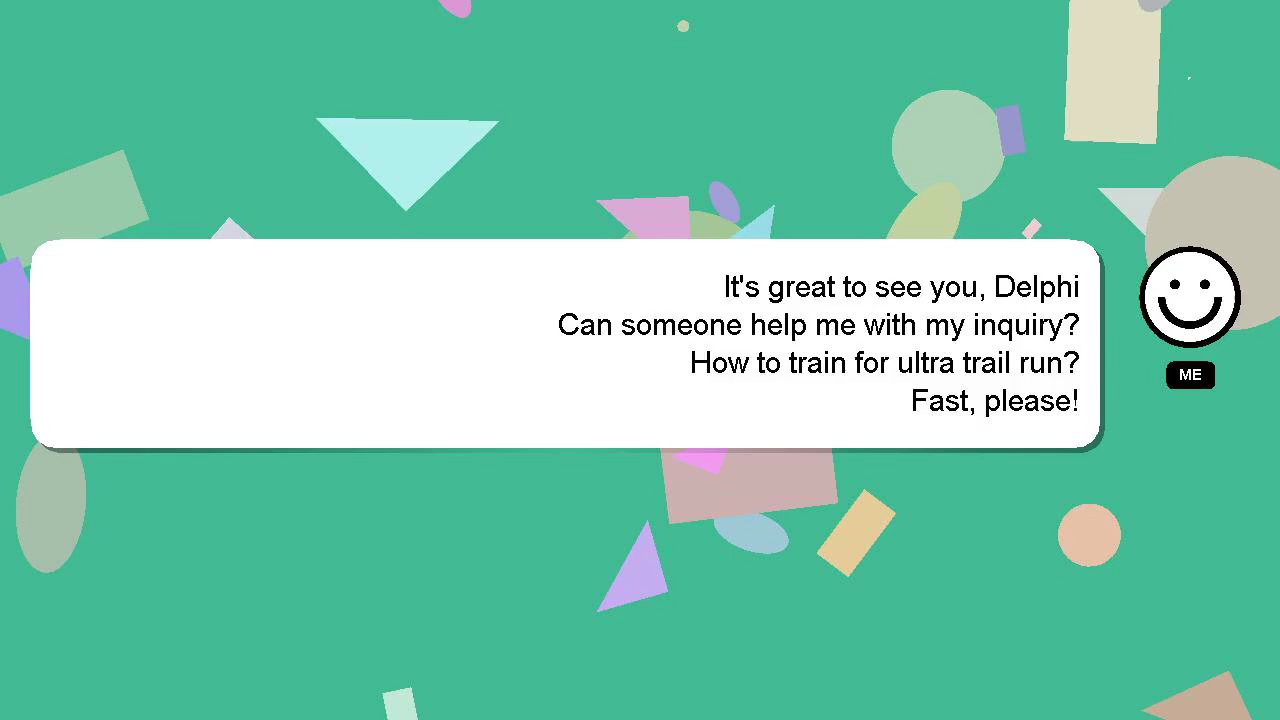 It's great to see you, Delphi
Can someone help me with my inquiry?
How to train for ultra trail run?
Fast, please!
ME